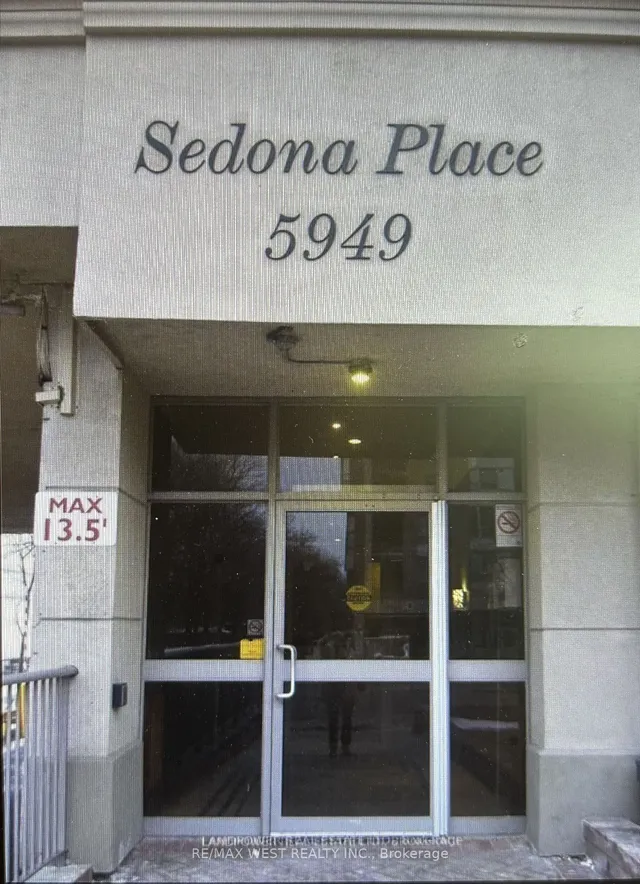 Sedona Place
5949
MAX
13.5'
RE/MAX WEST REALTY INC., Brokerage